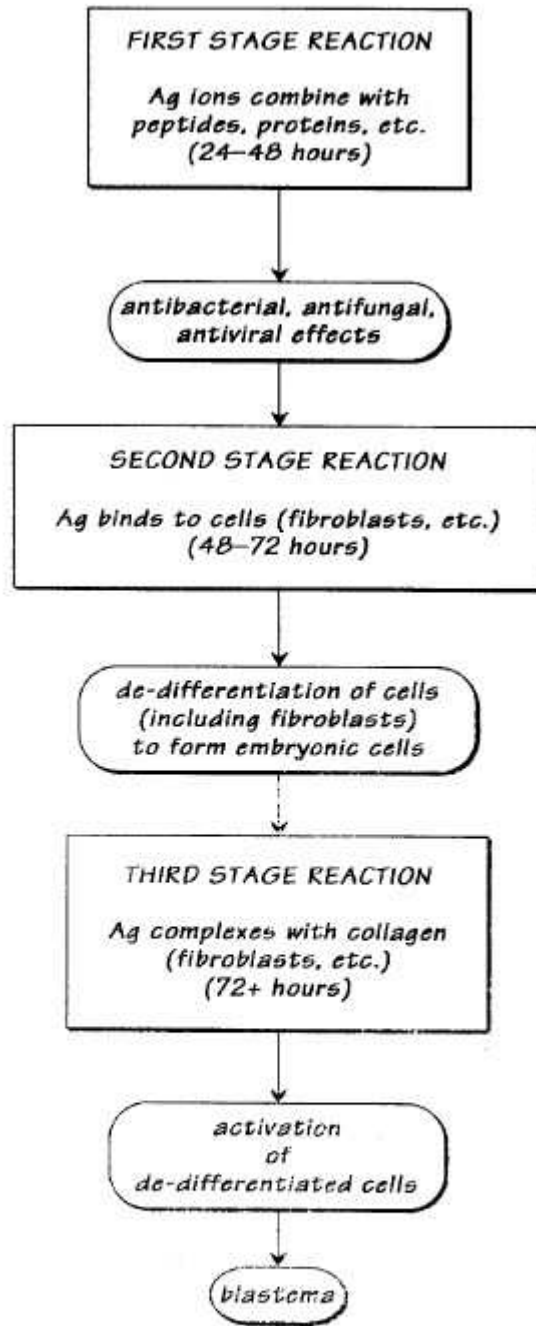 FIRST STAGE REACTION
Ag ions combine with
peptides, proteins, etc.
(24–48 hours)
antibacterial, antifungal,
antiviral effects
SECOND STAGE REACTION
Ag binds to cells (fibroblasts, etc.)
(48–72 hours)
de-differentiation of cells
(including fibroblasts)
to form embryonic cells
THIRD STAGE REACTION
Ag complexes with collagen
(fibroblasts, etc.)
(72+ hours)
activation
of
de-differentiated cells
blastema